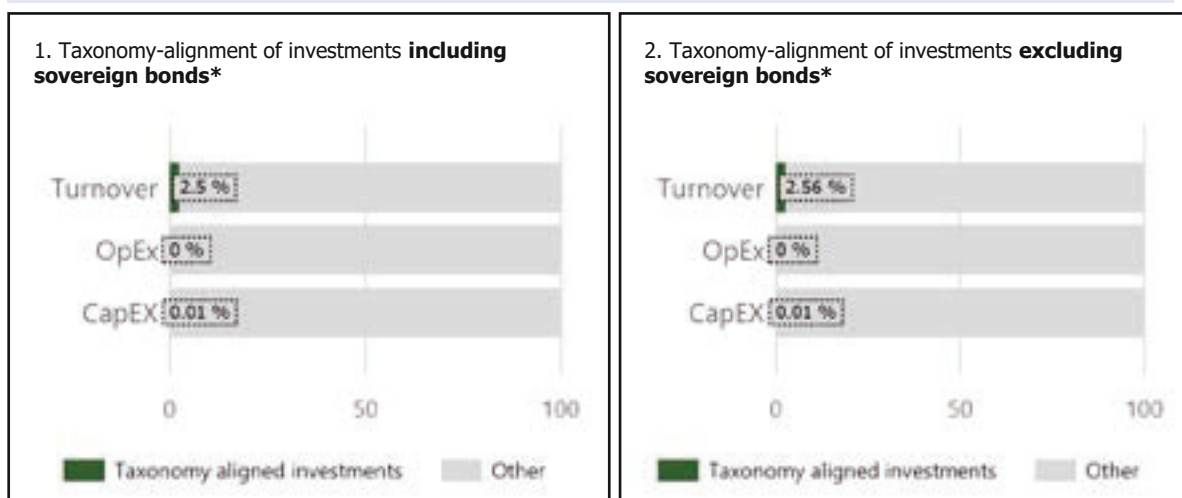 1. Taxonomy-alignment of investments including
sovereign bonds*
Turnover 2.5 %
OpEx 0 %
CapEX 0.01 %
0 50 100
Taxonomy aligned investments Other
2. Taxonomy-alignment of investments excluding
sovereign bonds*
Turnover 2.56 %
OpEx 0 %
CapEX 0.01 %
0 50 100
Taxonomy aligned investments Other